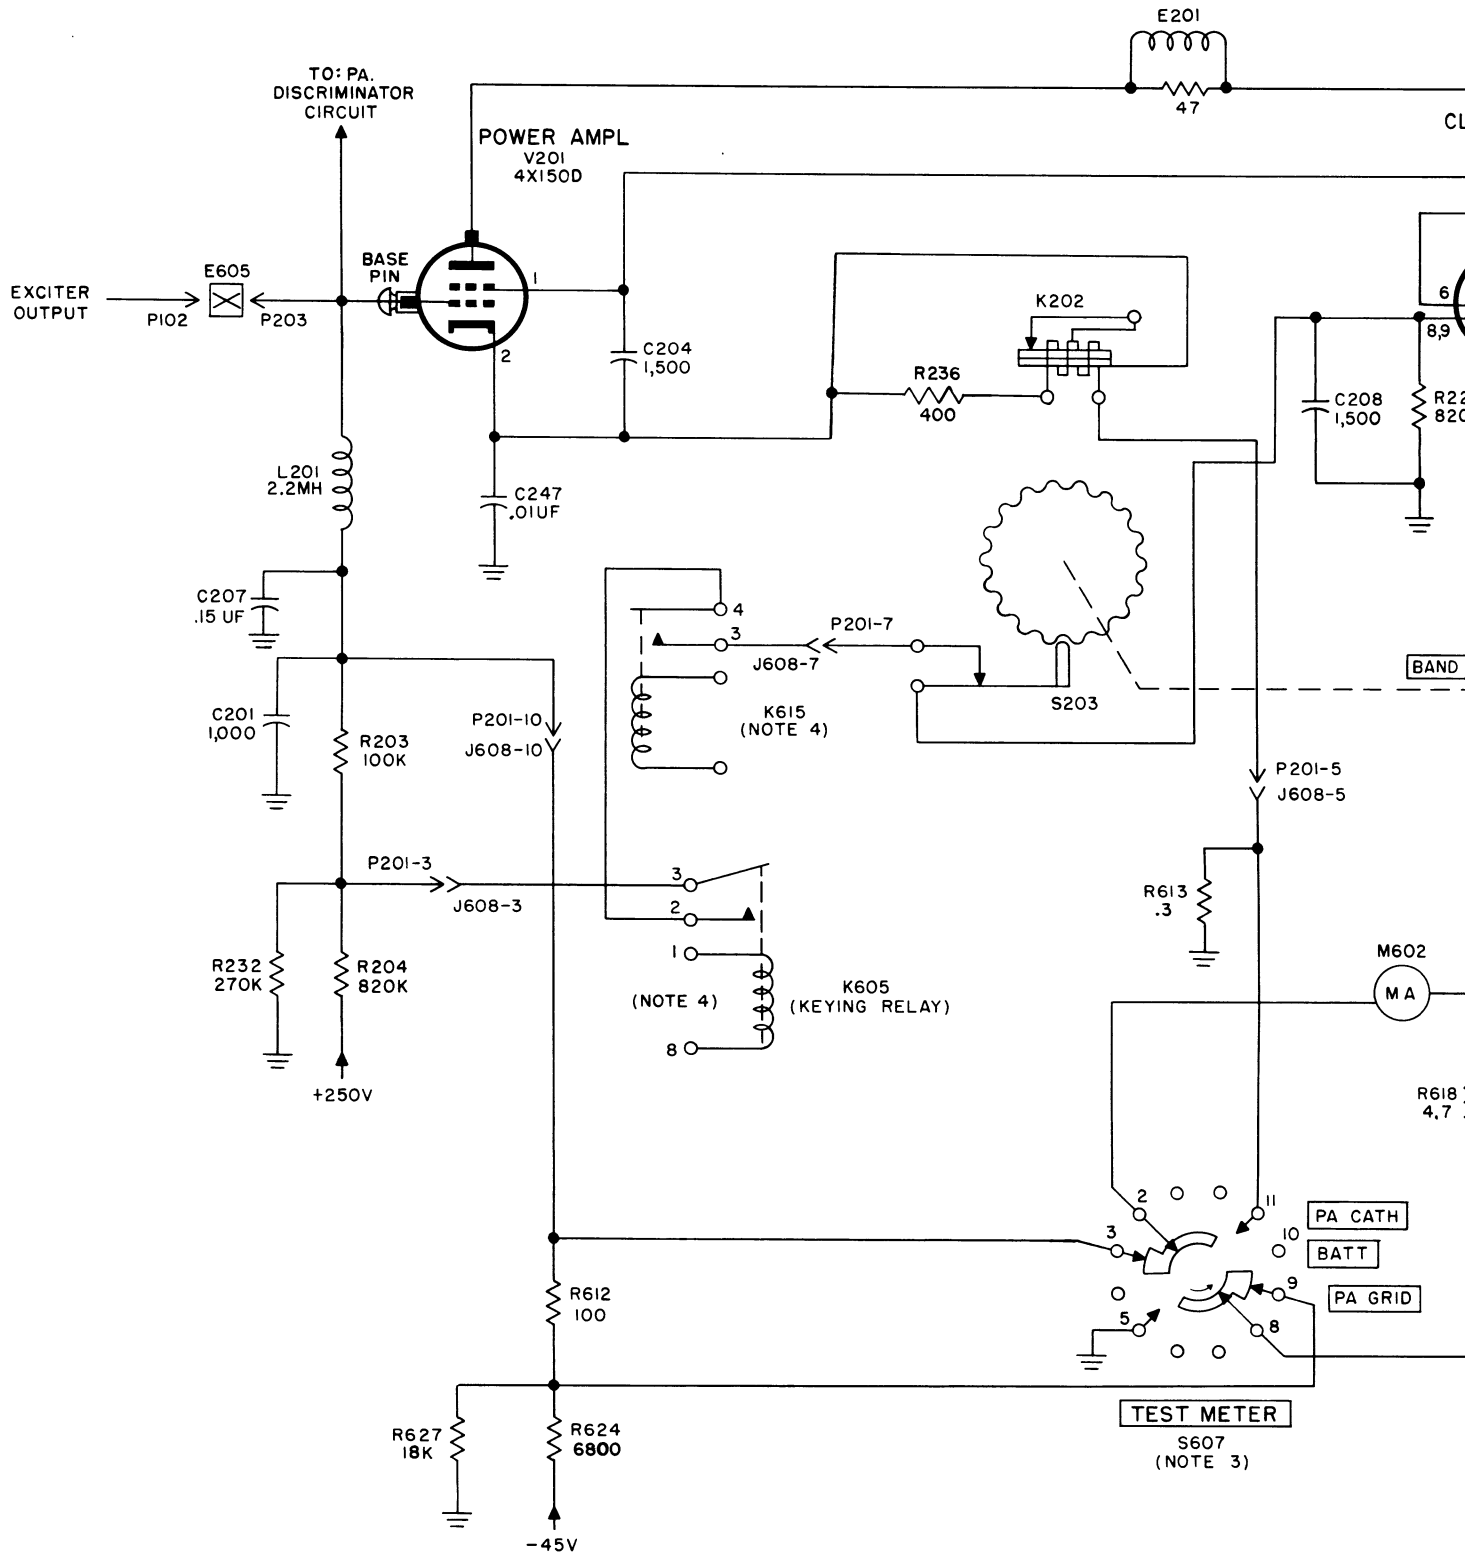 E201
47
CL
TO: P.A.
DISCRIMINATOR
CIRCUIT
POWER AMPL
V201
4X150D
BASE
PIN
1
2
EXCITER
OUTPUT
E605
P102
P203
C204
1,500
K202
R236
400
6
8,9
C208
1,500
R22
820
L201
2.2MH
C247
.01UF
C207
.15 UF
4
3
P201-7
J608-7
S203
BAND
K615
(NOTE 4)
C201
1,000
R203
100K
P201-10
J608-10
P201-5
J608-5
P201-3
J608-3
3
2
1
8
R613
.3
R232
270K
R204
820K
+250V
(NOTE 4)
K605
(KEYING RELAY)
M602
MA
R618
4.7
2
11
PA CATH
3
10
BATT
9
PA GRID
5
8
R612
100
TEST METER
S607
(NOTE 3)
R627
18K
R624
6800
-45V